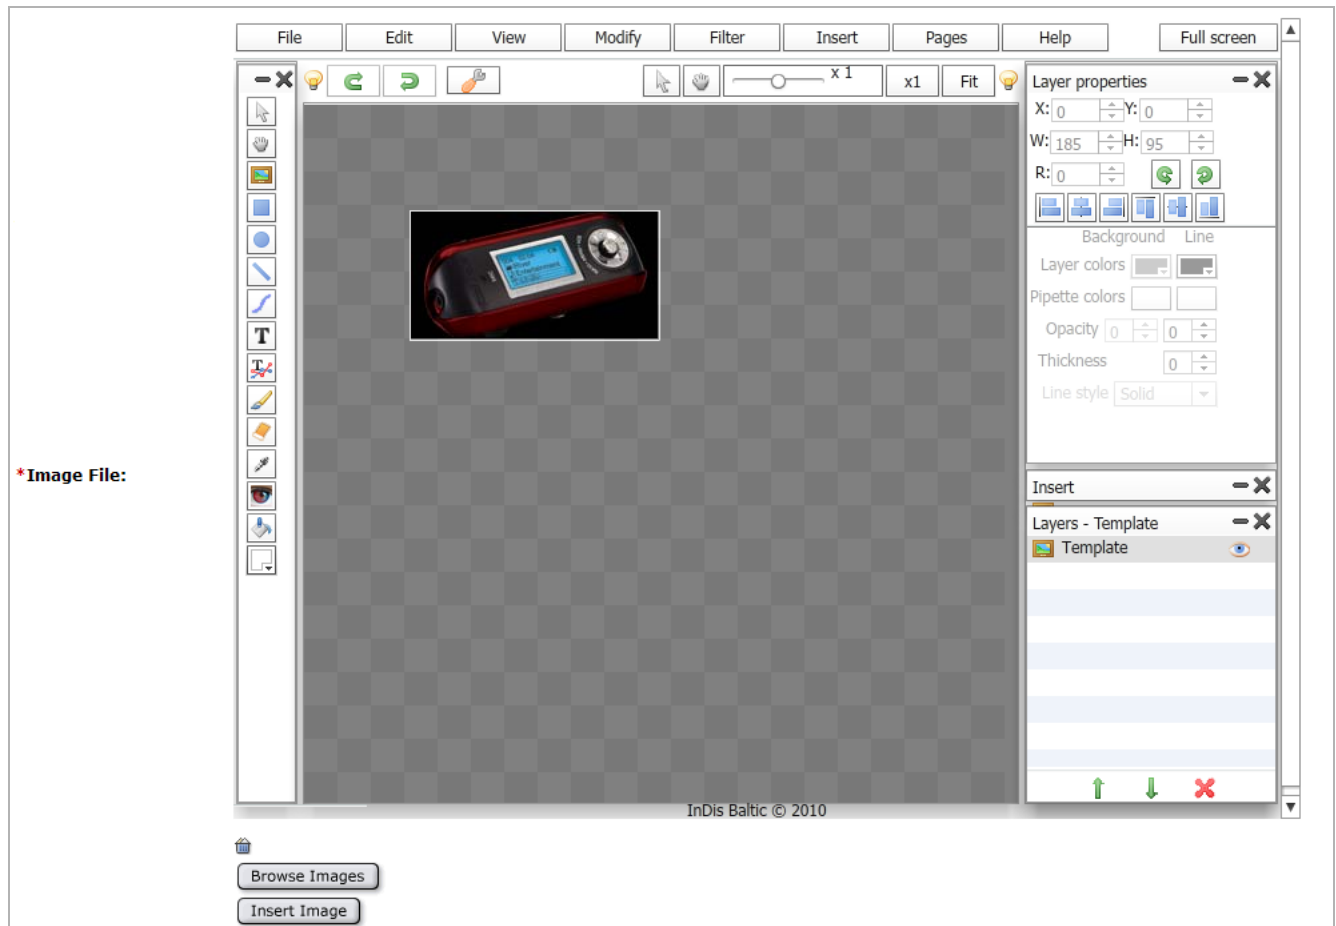 File Edit View Modify Filter Insert Pages Help Full screen
x 1 x1 Fit
Layer properties
X: 0 Y: 0
W: 185 H: 95
R: 0
Background Line
Layer colors
Pipette colors
Opacity 0 0
Thickness 0
Line style Solid
*Image File:
Insert
Layers - Template
Template
InDis Baltic © 2010
Browse Images
Insert Image
Entertainment